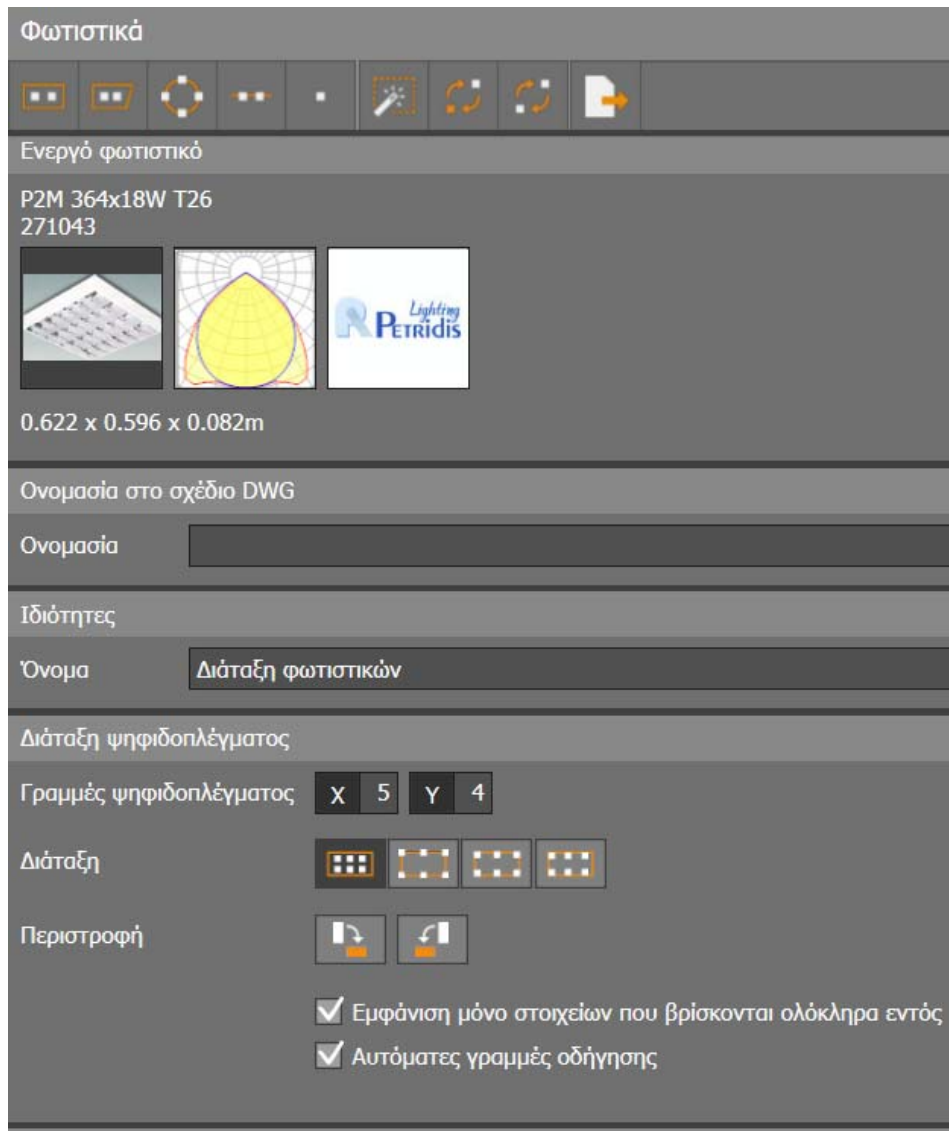 Φωτιστικά
Ενεργό φωτιστικό
P2M 364x18W T26
271043
Lighting
PETRIdis
0.622 x 0.596 x 0.082m
Ονομασία στο σχέδιο DWG
Ονομασία
Ιδιότητες
Όνομα Διάταξη φωτιστικών
Διάταξη ψηφιδοπλέγματος
Γραμμές ψηφιδοπλέγματος X 5 Y 4
Διάταξη
Περιστροφή
Εμφάνιση μόνο στοιχείων που βρίσκονται ολόκληρα εντός
Αυτόματες γραμμές οδήγησης